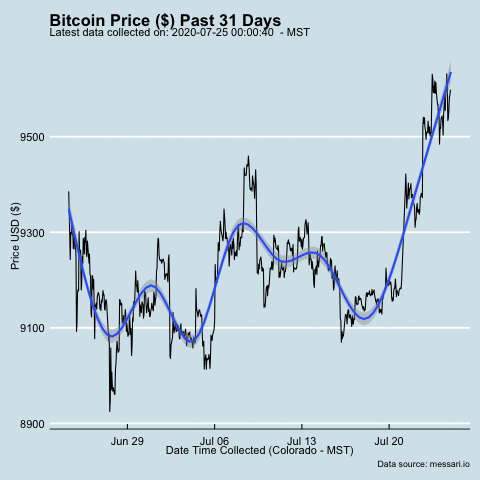 Bitcoin Price ($) Past 31 Days
Latest data collected on: 2020-07-25 00:00:40 - MST
9500
9300
9100
8900
Price USD ($)
Jun 29 Jul 06 Jul 13 Jul 20
Date Time Collected (Colorado - MST)
Data source: messari.io